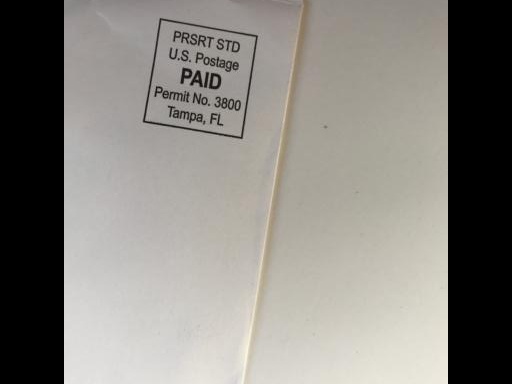 PRSRT STD
U.S. Postage
PAID
Permit No. 3800
Tampa, FL